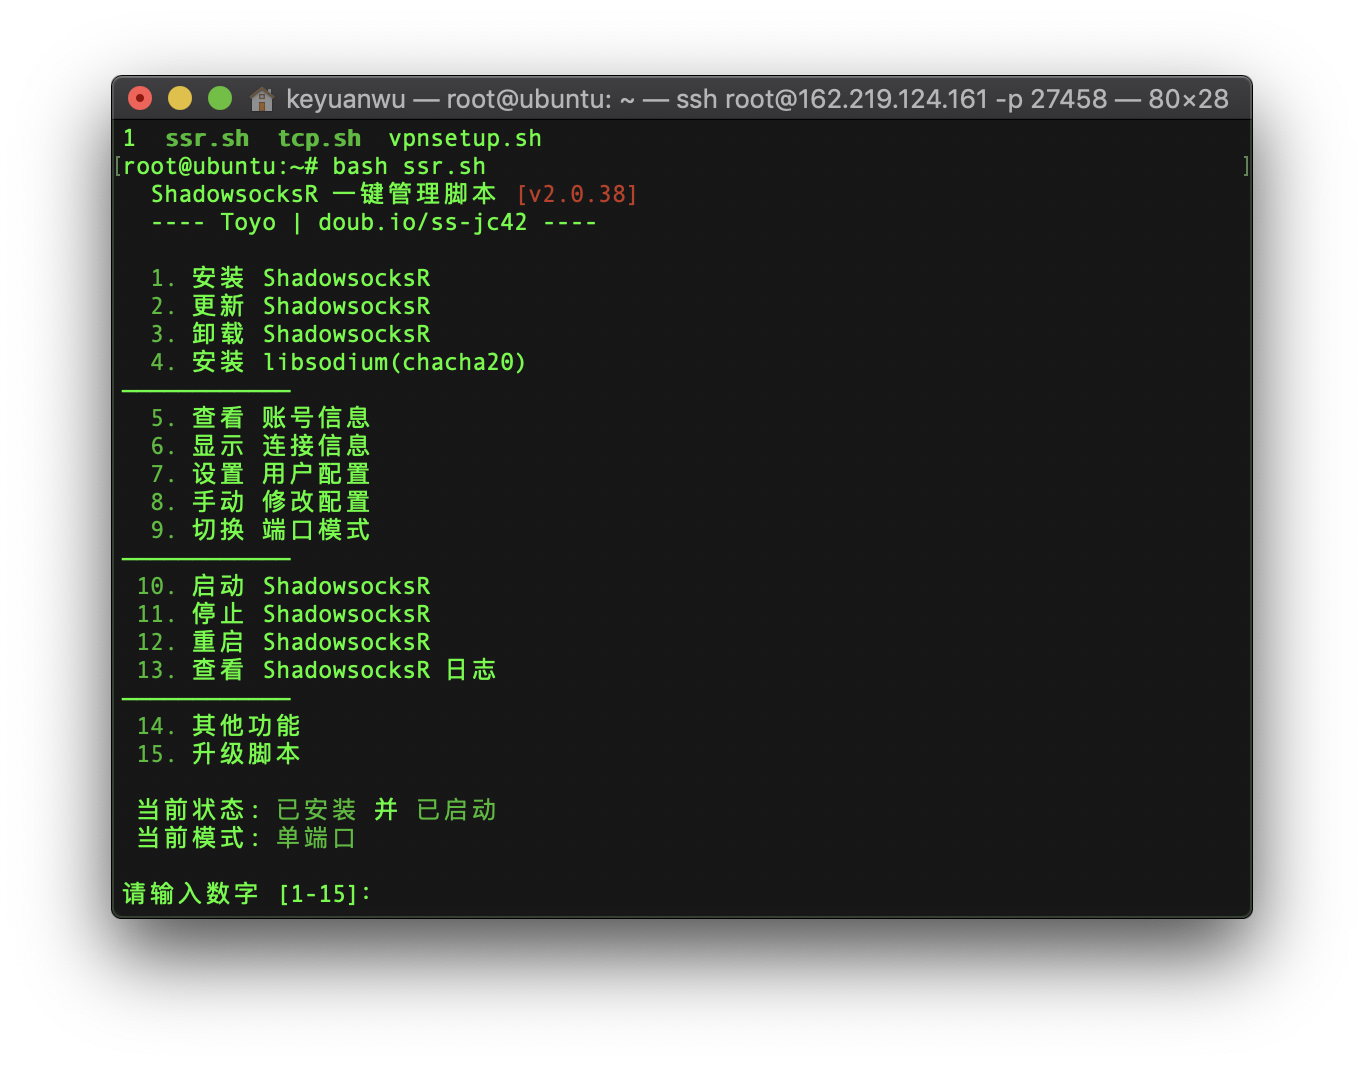 keyuanwu — root@ubuntu: ~ — ssh root@162.219.124.161 -p 27458 — 80×28
1  ssr.sh  tcp.sh  vpnsetup.sh
[root@ubuntu:~# bash ssr.sh ]
ShadowsocksR 一键管理脚本 [v2.0.38]
---- Toyo | doub.io/ss-jc42 ----
1. 安装 ShadowsocksR
2. 更新 ShadowsocksR
3. 卸载 ShadowsocksR
4. 安装 libsodium(chacha20)
————————————
5. 查看 账号信息
6. 显示 连接信息
7. 设置 用户配置
8. 手动 修改配置
9. 切换 端口模式
————————————
10. 启动 ShadowsocksR
11. 停止 ShadowsocksR
12. 重启 ShadowsocksR
13. 查看 ShadowsocksR 日志
————————————
14. 其他功能
15. 升级脚本
当前状态: 已安装 并 已启动
当前模式: 单端口
请输入数字 [1-15]: